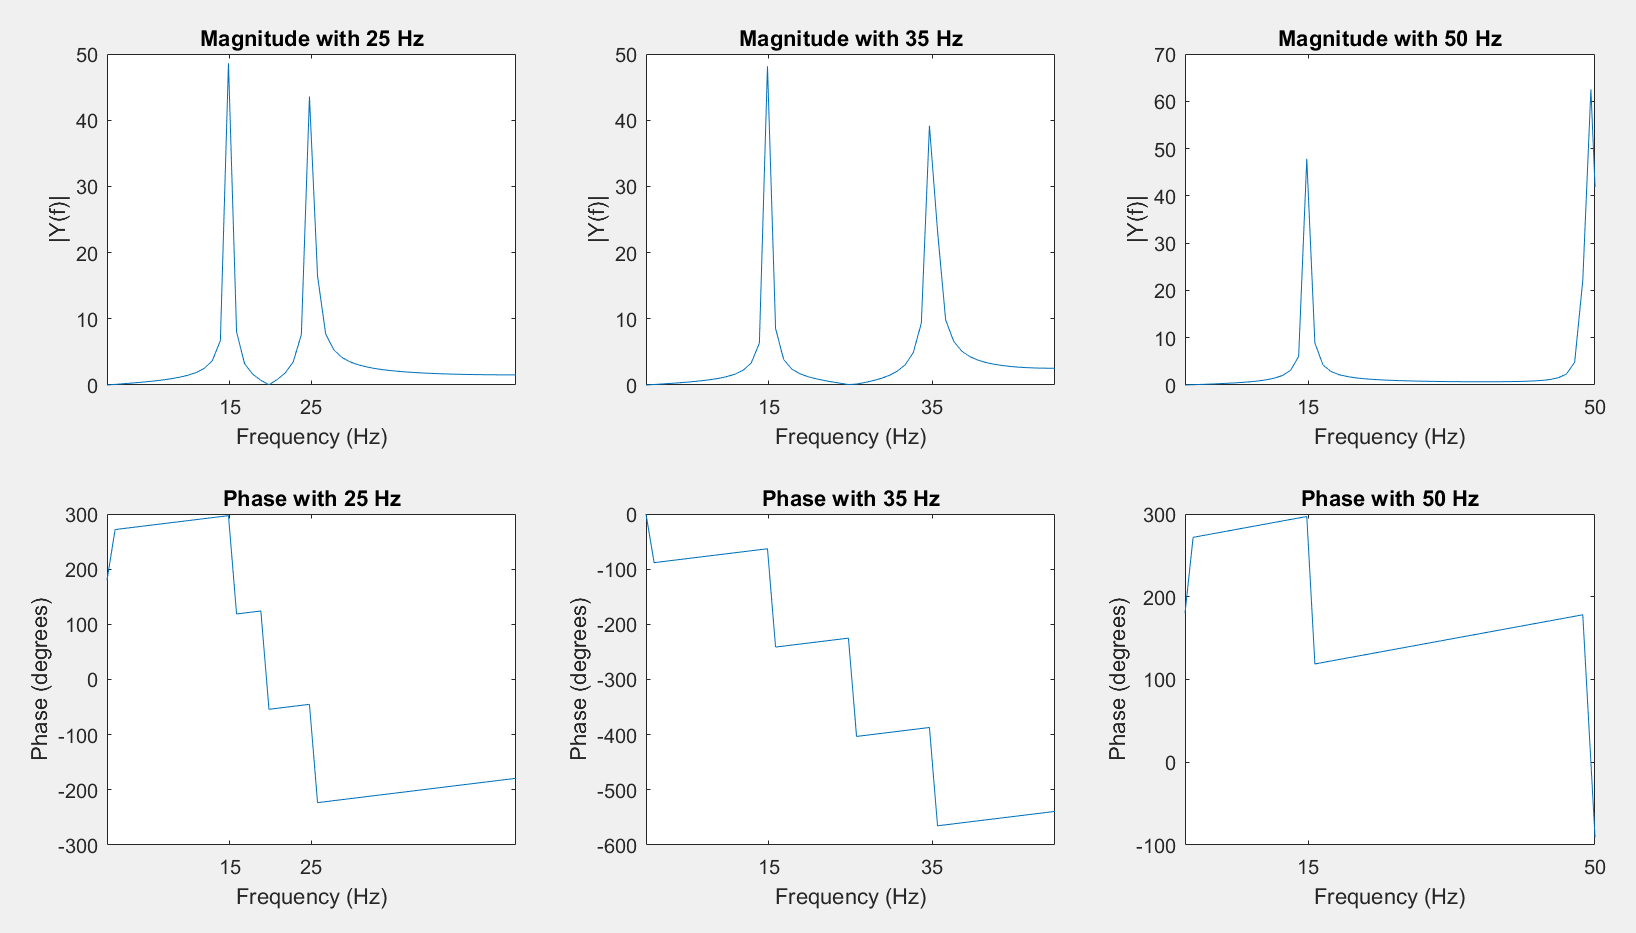 Magnitude with 25 Hz
50
40
30
20
10
0
|Y(f)|
15 25
Frequency (Hz)
Magnitude with 35 Hz
50
40
30
20
10
0
|Y(f)|
15 35
Frequency (Hz)
Magnitude with 50 Hz
70
60
50
40
30
20
10
0
|Y(f)|
15 50
Frequency (Hz)
Phase with 25 Hz
300
200
100
0
-100
-200
-300
Phase (degrees)
15 25
Frequency (Hz)
Phase with 35 Hz
0
-100
-200
-300
-400
-500
-600
Phase (degrees)
15 35
Frequency (Hz)
Phase with 50 Hz
300
200
100
0
-100
Phase (degrees)
15 50
Frequency (Hz)